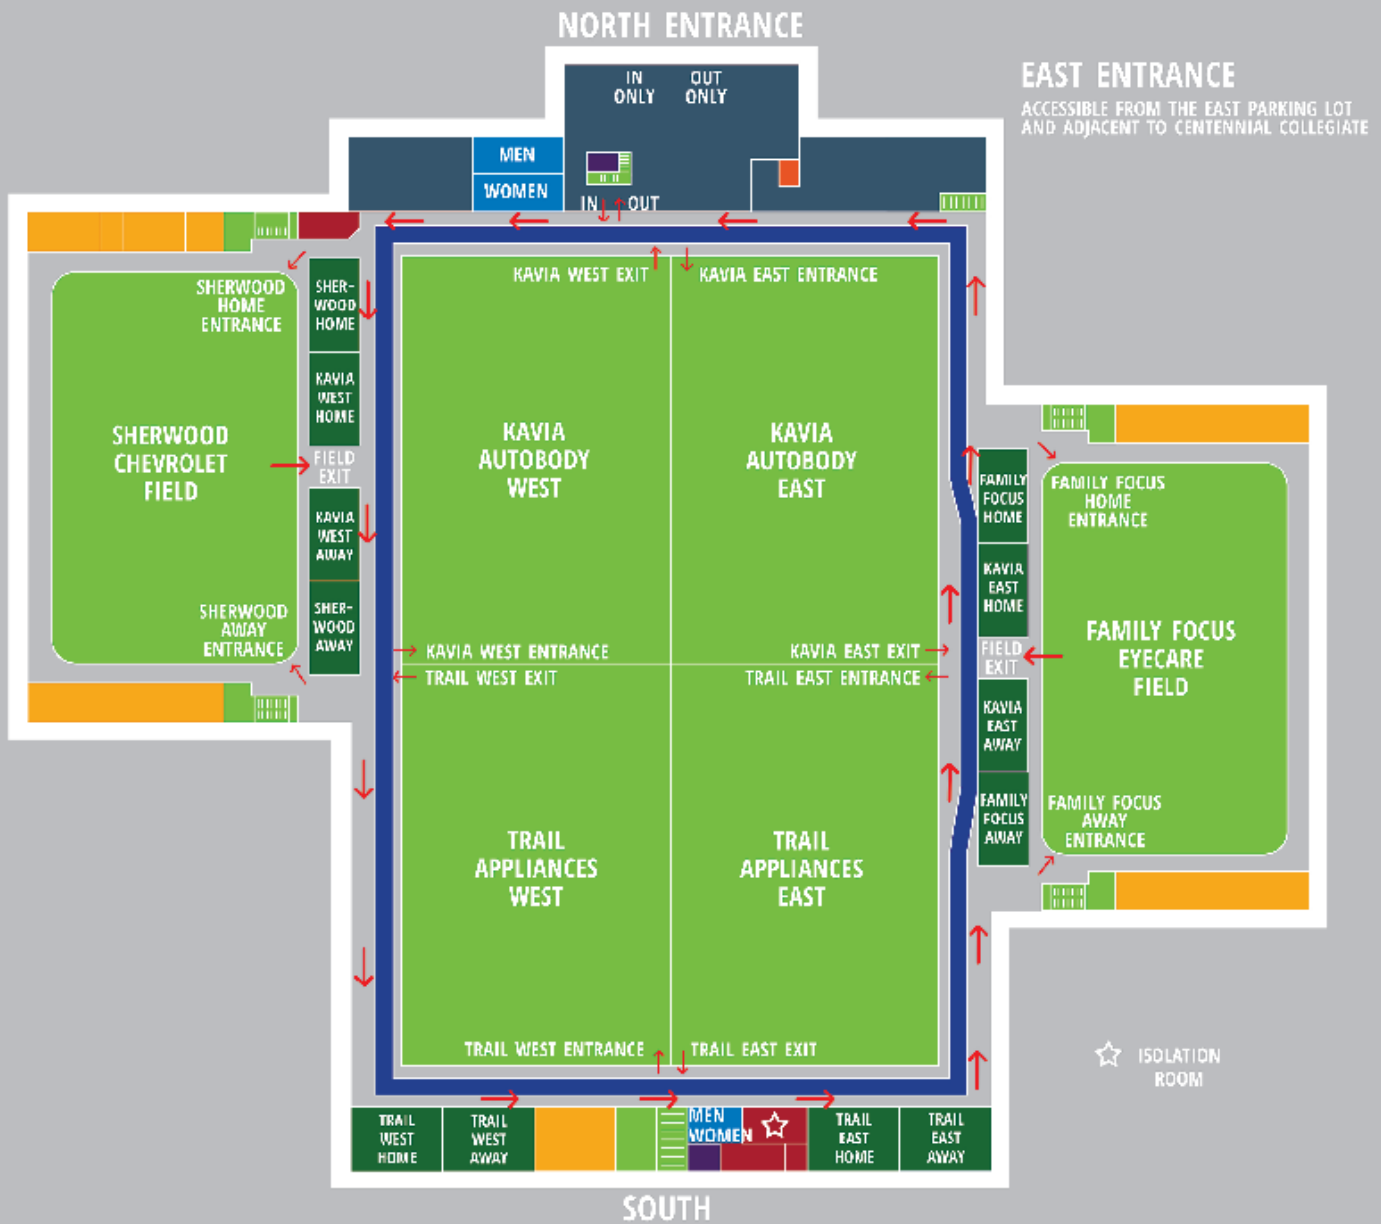 NORTH ENTRANCE
EAST ENTRANCE
ACCESSIBLE FROM THE EAST PARKING LOT
AND ADJACENT TO CENTENNIAL COLLEGIATE
IN
ONLY
OUT
ONLY
MEN
WOMEN
IN
OUT
KAVIA WEST EXIT
KAVIA EAST ENTRANCE
SHERWOOD
HOME
ENTRANCE
SHER-
WOOD
HOME
KAVIA
WEST
HOME
SHERWOOD
CHEVROLET
FIELD
FIELD
EXIT
KAVIA
WEST
AWAY
SHERWOOD
AWAY
ENTRANCE
SHER-
WOOD
AWAY
KAVIA
AUTOBODY
WEST
KAVIA
AUTOBODY
EAST
FAMILY
FOCUS
HOME
FAMILY FOCUS
HOME
ENTRANCE
KAVIA
EAST
HOME
KAVIA WEST ENTRANCE
KAVIA EAST EXIT
TRAIL WEST EXIT
TRAIL EAST ENTRANCE
FIELD
EXIT
FAMILY FOCUS
EYECARE
FIELD
KAVIA
EAST
AWAY
FAMILY
FOCUS
AWAY
FAMILY FOCUS
AWAY
ENTRANCE
TRAIL
APPLIANCES
WEST
TRAIL
APPLIANCES
EAST
TRAIL WEST ENTRANCE
TRAIL EAST EXIT
ISOLATION
ROOM
TRAIL
WEST
HOME
TRAIL
WEST
AWAY
MEN
WOMEN
TRAIL
EAST
HOME
TRAIL
EAST
AWAY
SOUTH